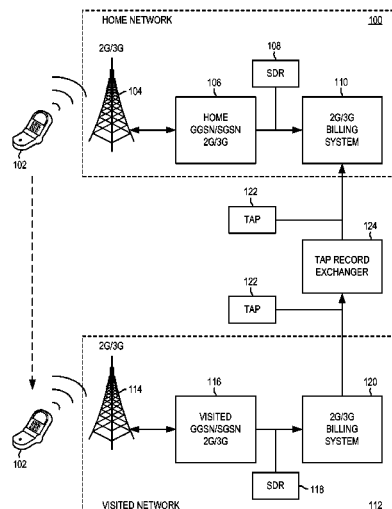 HOME NETWORK
100
2G/3G
108
SDR
104
106
HOME
GGSN/SGSN
2G/3G
110
2G/3G
BILLING
SYSTEM
102
122
TAP
124
TAP RECORD
EXCHANGER
122
TAP
2G/3G
114
116
VISITED
GGSN/SGSN
2G/3G
120
2G/3G
BILLING
SYSTEM
102
SDR
118
VISITED NETWORK
112